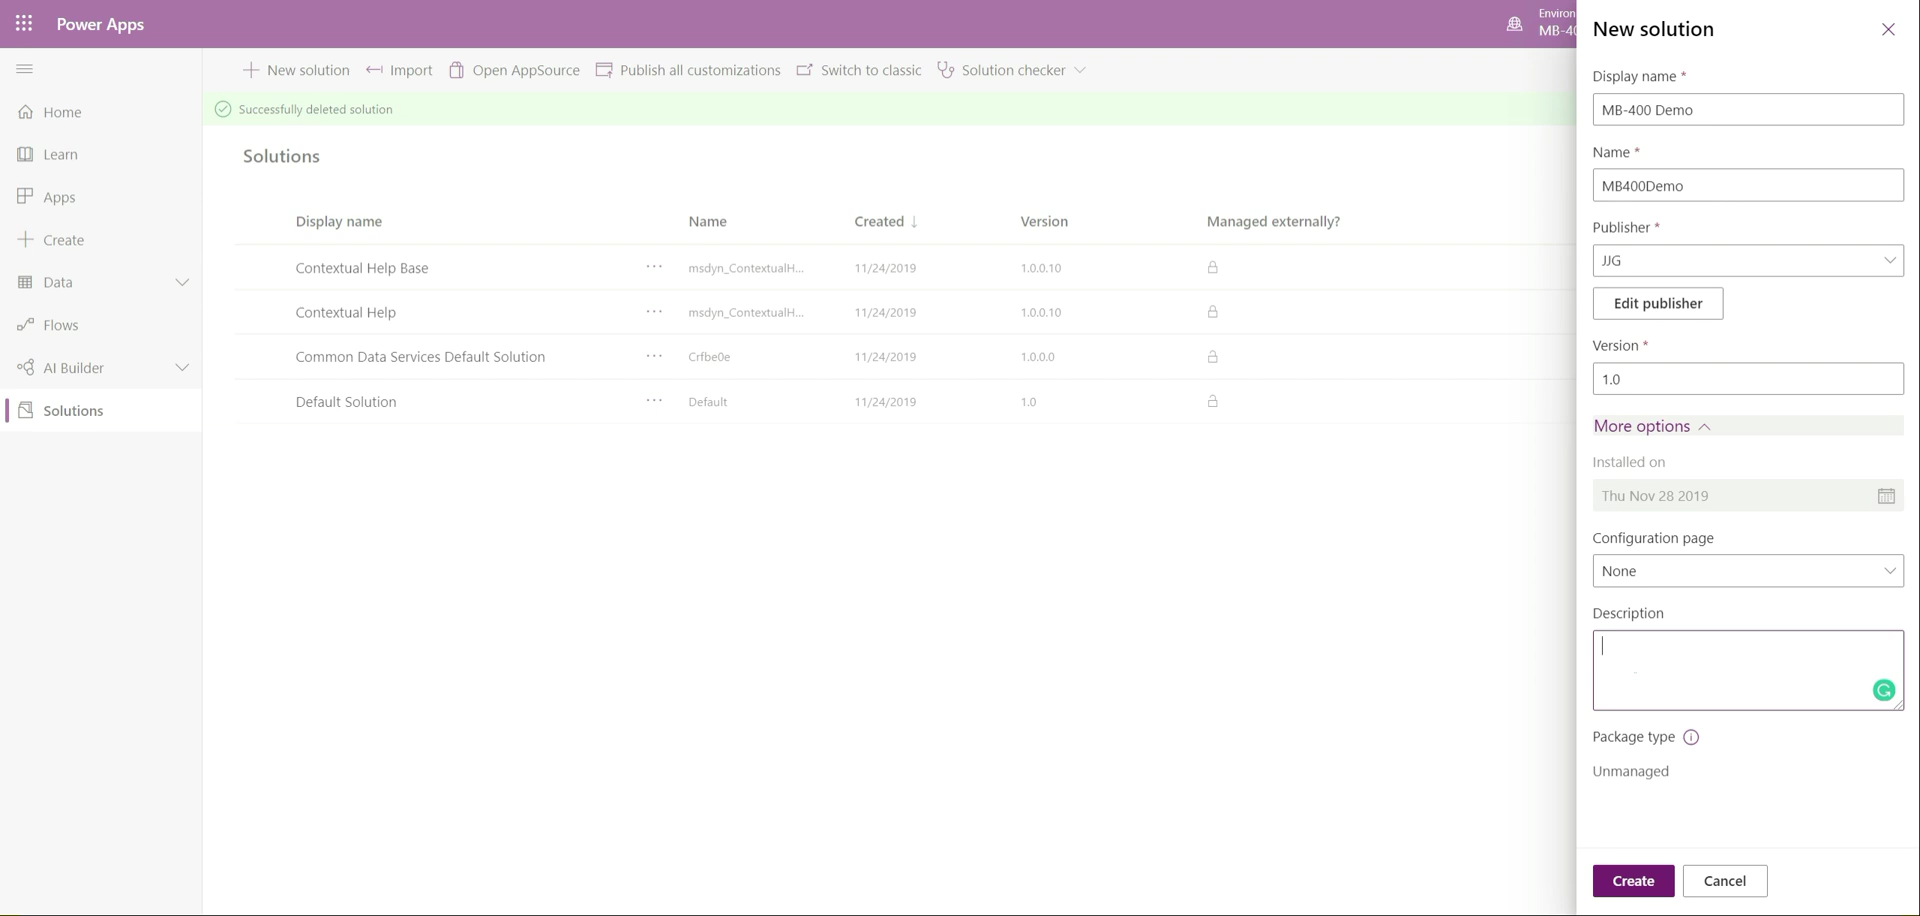 Power Apps
Environ
MB-40
New solution
Import
Open AppSource
Publish all customizations
Switch to classic
Solution checker
Successfully deleted solution
Home
Learn
Apps
Create
Data
Flows
AI Builder
Solutions
Solutions
Display name Name Created ↓ Version Managed externally?
Contextual Help Base ... msdyn_ContextualH... 11/24/2019 1.0.0.10
Contextual Help ... msdyn_ContextualH... 11/24/2019 1.0.0.10
Common Data Services Default Solution ... Crfbe0e 11/24/2019 1.0.0.0
Default Solution ... Default 11/24/2019 1.0
New solution
Display name *
MB-400 Demo
Name *
MB400Demo
Publisher *
JJG
Edit publisher
Version *
1.0
More options
Installed on
Thu Nov 28 2019
Configuration page
None
Description
Package type
Unmanaged
Create
Cancel